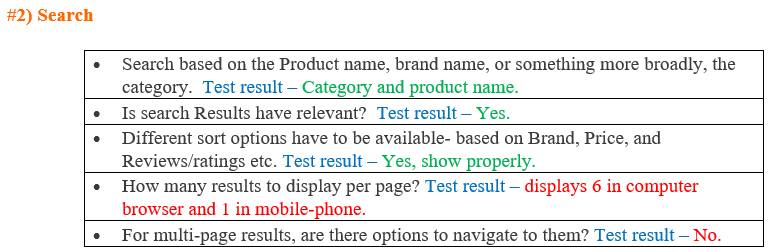 #2) Search
• Search based on the Product name, brand name, or something more broadly, the
category.  Test result – Category and product name.
• Is search Results have relevant?  Test result – Yes.
• Different sort options have to be available- based on Brand, Price, and
Reviews/ratings etc. Test result – Yes, show properly.
• How many results to display per page? Test result – displays 6 in computer
browser and 1 in mobile-phone.
• For multi-page results, are there options to navigate to them? Test result – No.